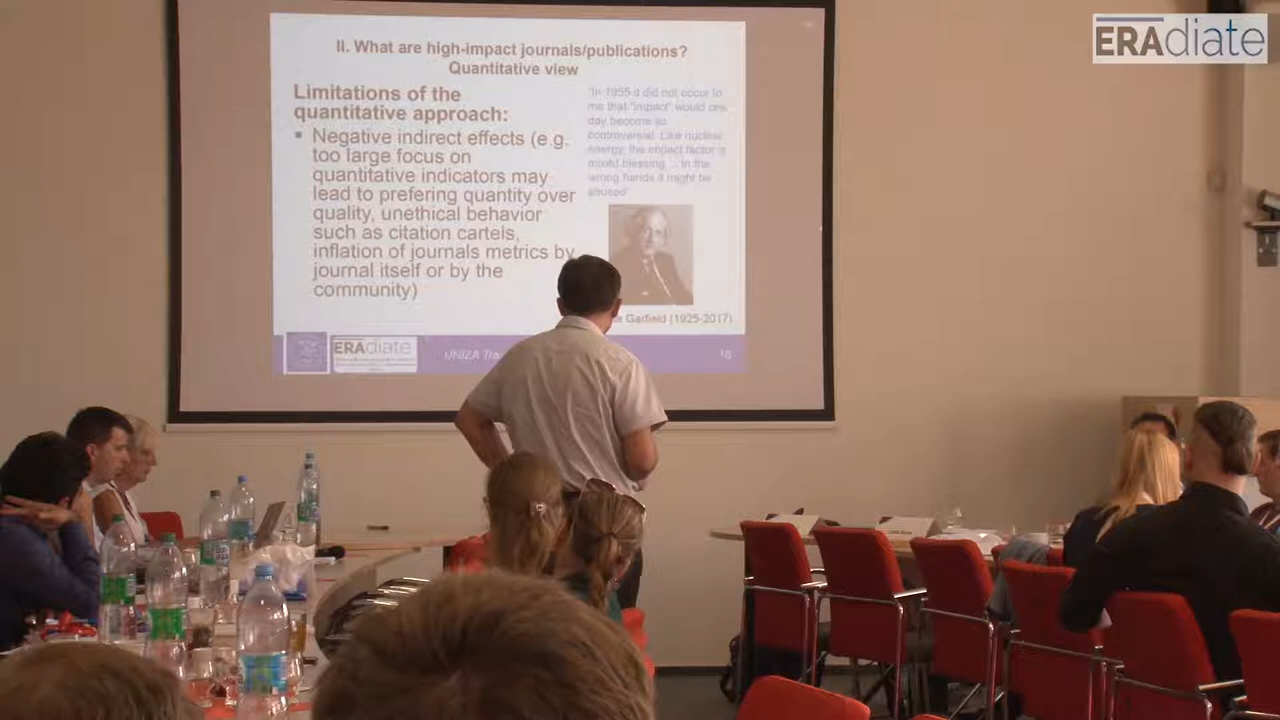 ERAdiate
II. What are high-impact journals/publications?
Quantitative view
Limitations of the
quantitative approach:
▪ Negative indirect effects (e.g.
too large focus on
quantitative indicators may
lead to prefering quantity over
quality, unethical behavior
such as citation cartels,
inflation of journals metrics by
journal itself or by the
community)
'In 1955 it did not occur to
me that "impact" would one
day become so
controversial. Like nuclear
energy, the impact factor is
mixed blessing ... In the
wrong hands it might be
abused'
Garfield (1925-2017)
ERAdiate
UNIZA
18